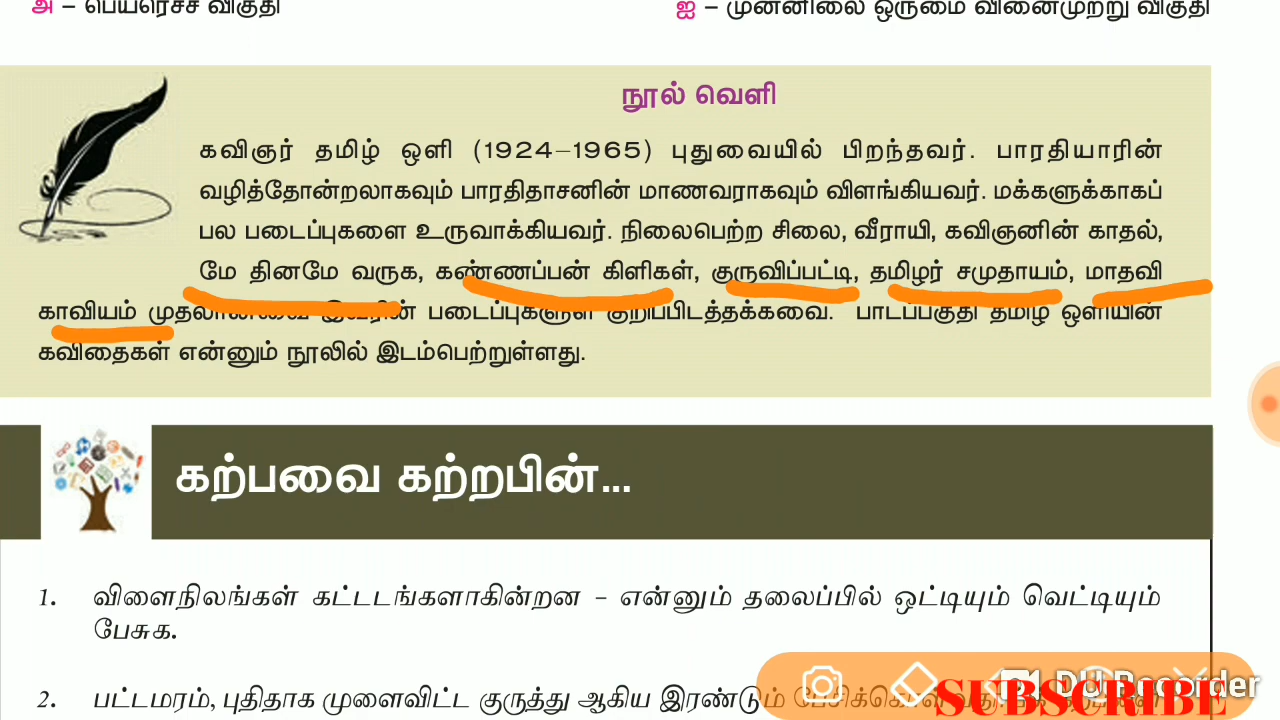 அ – பெயரெச்ச விகுதி
ஐ – முன்னிலை ஒருமை வினைமுற்று விகுதி
நூல் வெளி
கவிஞர் தமிழ் ஒளி (1924–1965) புதுவையில் பிறந்தவர். பாரதியாரின்
வழித்தோன்றலாகவும் பாரதிதாசனின் மாணவராகவும் விளங்கியவர். மக்களுக்காகப்
பல படைப்புகளை உருவாக்கியவர். நிலைபெற்ற சிலை, வீராயி, கவிஞனின் காதல்,
மே தினமே வருக, கண்ணப்பன் கிளிகள், குருவிப்பட்டி, தமிழர் சமுதாயம், மாதவி
காவியம் முதலானவை இவரின் படைப்புகளுள் குறிப்பிடத்தக்கவை. பாடப்பகுதி தமிழ் ஒளியின்
கவிதைகள் என்னும் நூலில் இடம்பெற்றுள்ளது.
கற்பவை கற்றபின்...
1. விளைநிலங்கள் கட்டடங்களாகின்றன – என்னும் தலைப்பில் ஒட்டியும் வெட்டியும்
பேசுக.
2. பட்டமரம், புதிதாக முளைவிட்ட குருத்து ஆகிய இரண்டும்
DU Recorder
SUBSCRIBE